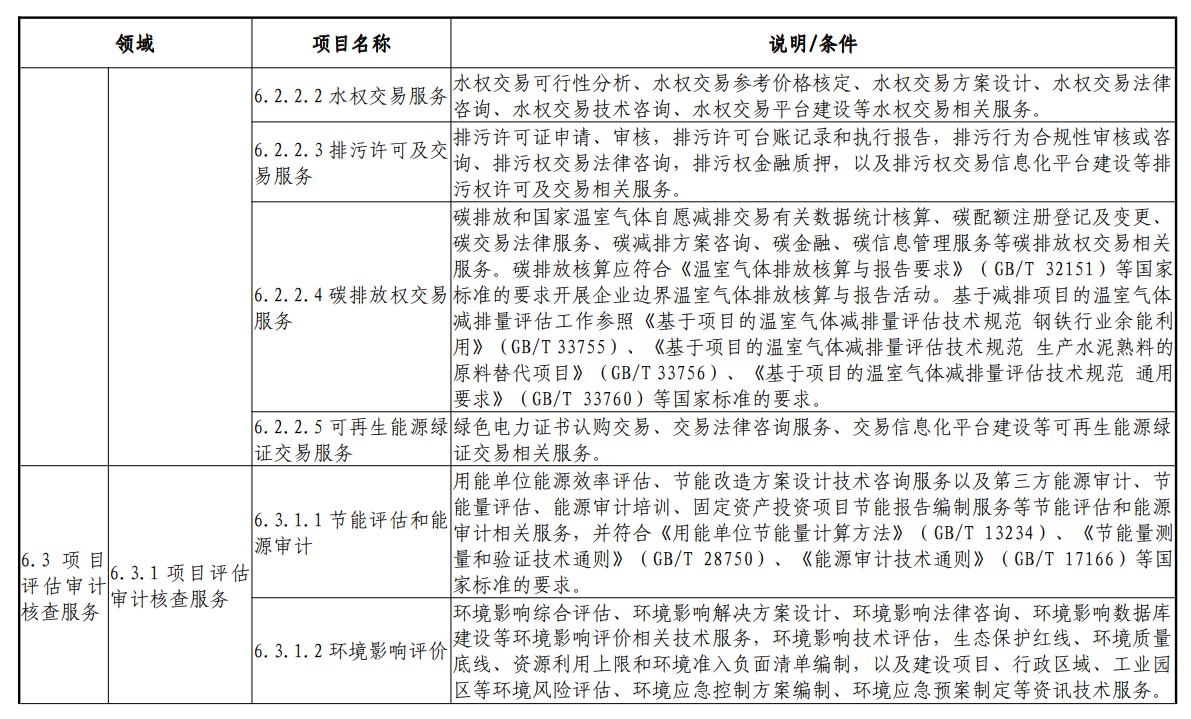 领域 项目名称 说明/条件
6.2.2.2 水权交易服务
水权交易可行性分析、水权交易参考价格核定、水权交易方案设计、水权交易法律
咨询、水权交易技术咨询、水权交易平台建设等水权交易相关服务。
6.2.2.3 排污许可及交
易服务
排污许可证申请、审核，排污许可台账记录和执行报告，排污行为合规性审核或咨
询、排污权交易法律咨询，排污权金融质押，以及排污权交易信息化平台建设等排
污权许可及交易相关服务。
6.2.2.4 碳排放权交易
服务
碳排放和国家温室气体自愿减排交易有关数据统计核算、碳配额注册登记及变更、
碳交易法律服务、碳减排方案咨询、碳金融、碳信息管理服务等碳排放权交易相关
服务。碳排放核算应符合《温室气体排放核算与报告要求》（GB/T 32151）等国家
标准的要求开展企业边界温室气体排放核算与报告活动。基于减排项目的温室气体
减排量评估工作参照《基于项目的温室气体减排量评估技术规范 钢铁行业余能利
用》（GB/T 33755）、《基于项目的温室气体减排量评估技术规范 生产水泥熟料的
原料替代项目》（GB/T 33756）、《基于项目的温室气体减排量评估技术规范 通用
要求》（GB/T 33760）等国家标准的要求。
6.2.2.5 可再生能源绿
证交易服务
绿色电力证书认购交易、交易法律咨询服务、交易信息化平台建设等可再生能源绿
证交易相关服务。
6.3 项目
评估审计
核查服务
6.3.1 项目评估
审计核查服务
6.3.1.1 节能评估和能
源审计
用能单位能源效率评估、节能改造方案设计技术咨询服务以及第三方能源审计、节
能量评估、能源审计培训、固定资产投资项目节能报告编制服务等节能评估和能源
审计相关服务，并符合《用能单位节能量计算方法》（GB/T 13234）、《节能量测
量和验证技术通则》（GB/T 28750）、《能源审计技术通则》（GB/T 17166）等国
家标准的要求。
6.3.1.2 环境影响评价
环境影响综合评估、环境影响解决方案设计、环境影响法律咨询、环境影响数据库
建设等环境影响评价相关技术服务，环境影响技术评估，生态保护红线、环境质量
底线、资源利用上限和环境准入负面清单编制，以及建设项目、行政区域、工业园
区等环境风险评估、环境应急控制方案编制、环境应急预案制定等资讯技术服务。